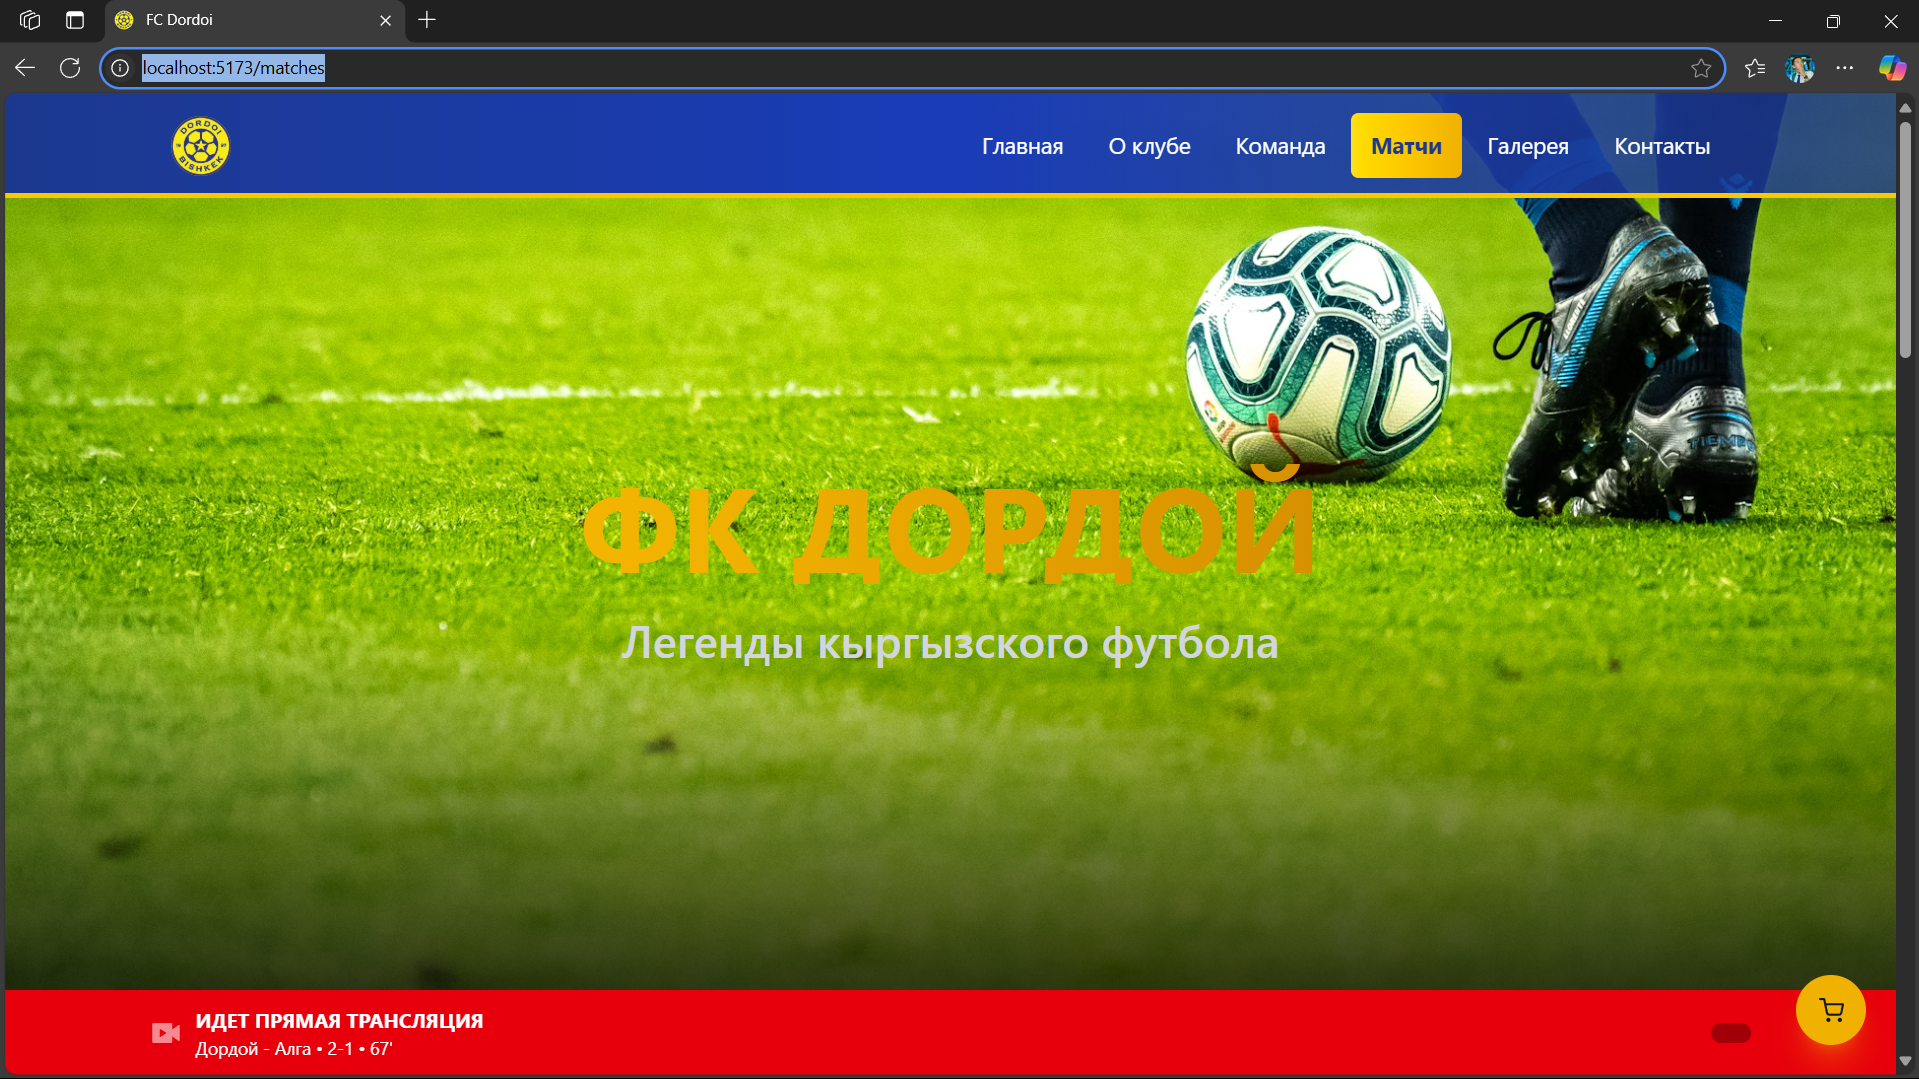 FC Dordoi
localhost:5173/matches
DORDOI
BISHKEK
Главная
О клубе
Команда
Матчи
Галерея
Контакты
ФК ДОРДОЙ
Легенды кыргызского футбола
ИДЕТ ПРЯМАЯ ТРАНСЛЯЦИЯ
Дордой - Алга • 2-1 • 67'